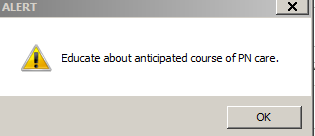 ALERT
Educate about anticipated course of PN care.
OK